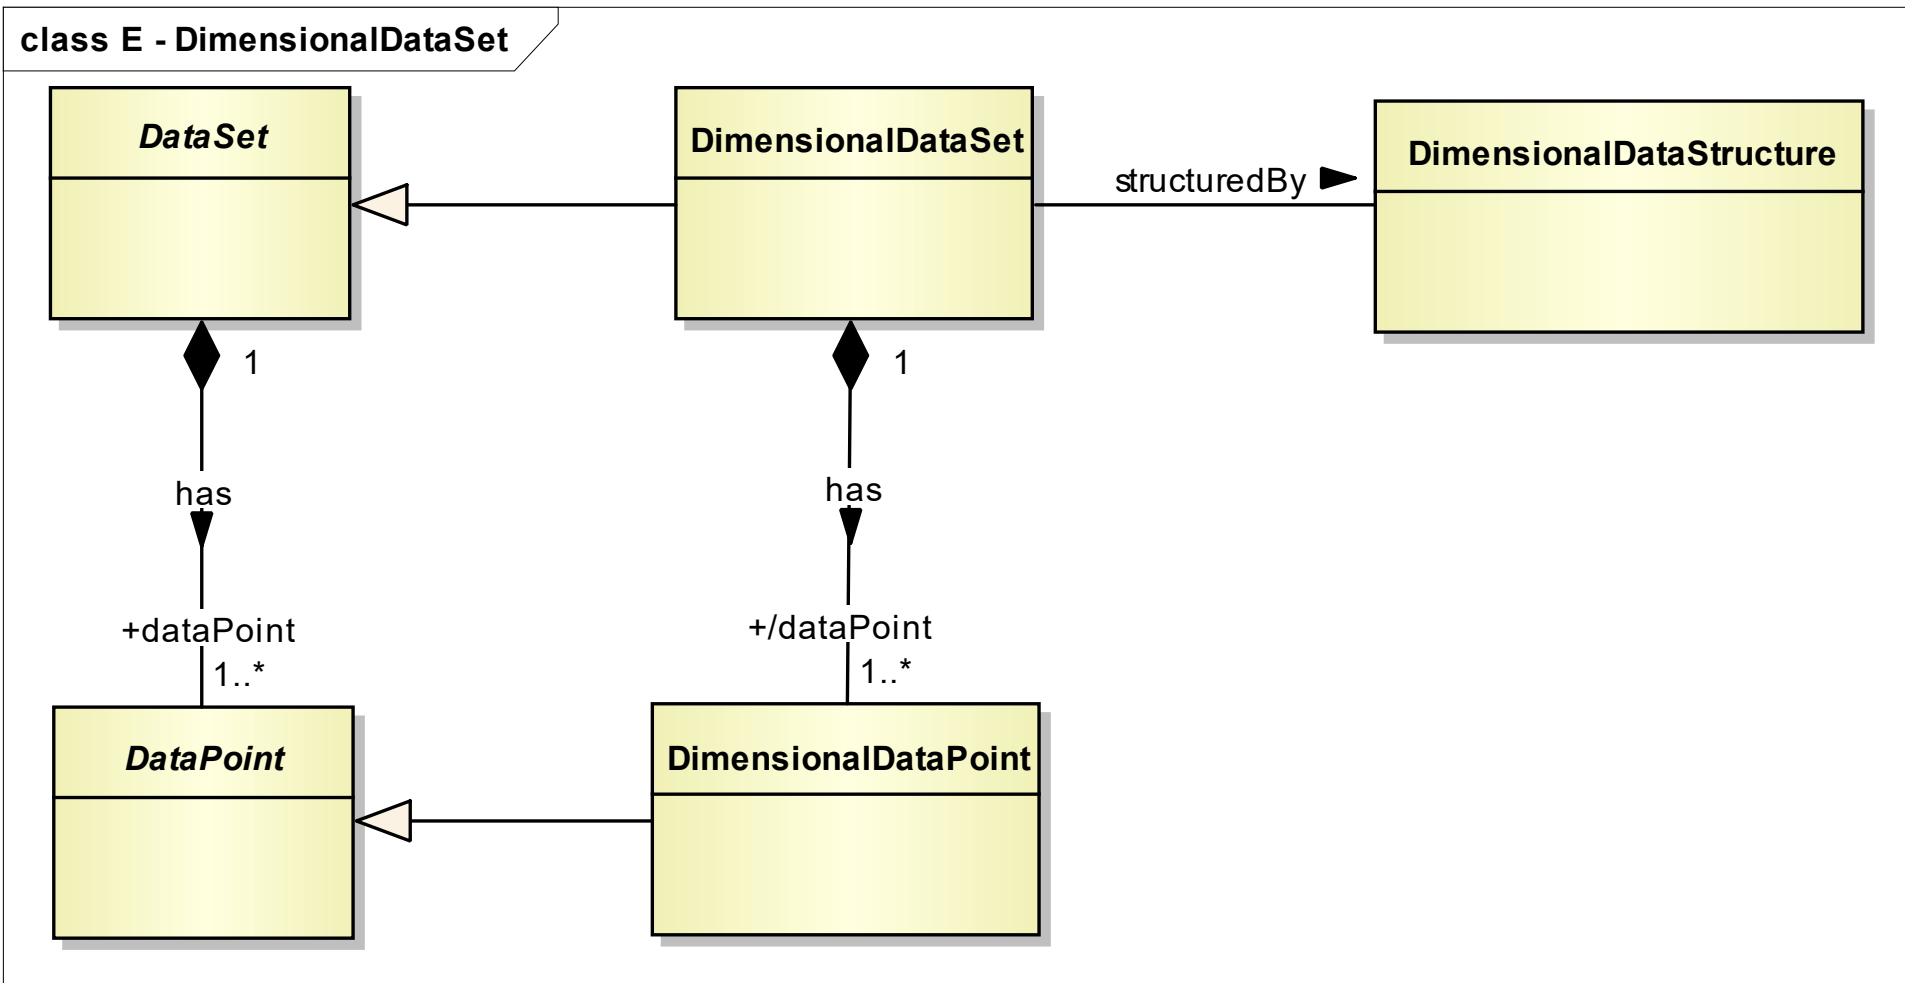 class E - DimensionalDataSet
DataSet
DimensionalDataSet
DimensionalDataStructure
structuredBy
1
1
has
has
+dataPoint
+/dataPoint
1..*
1..*
DataPoint
DimensionalDataPoint